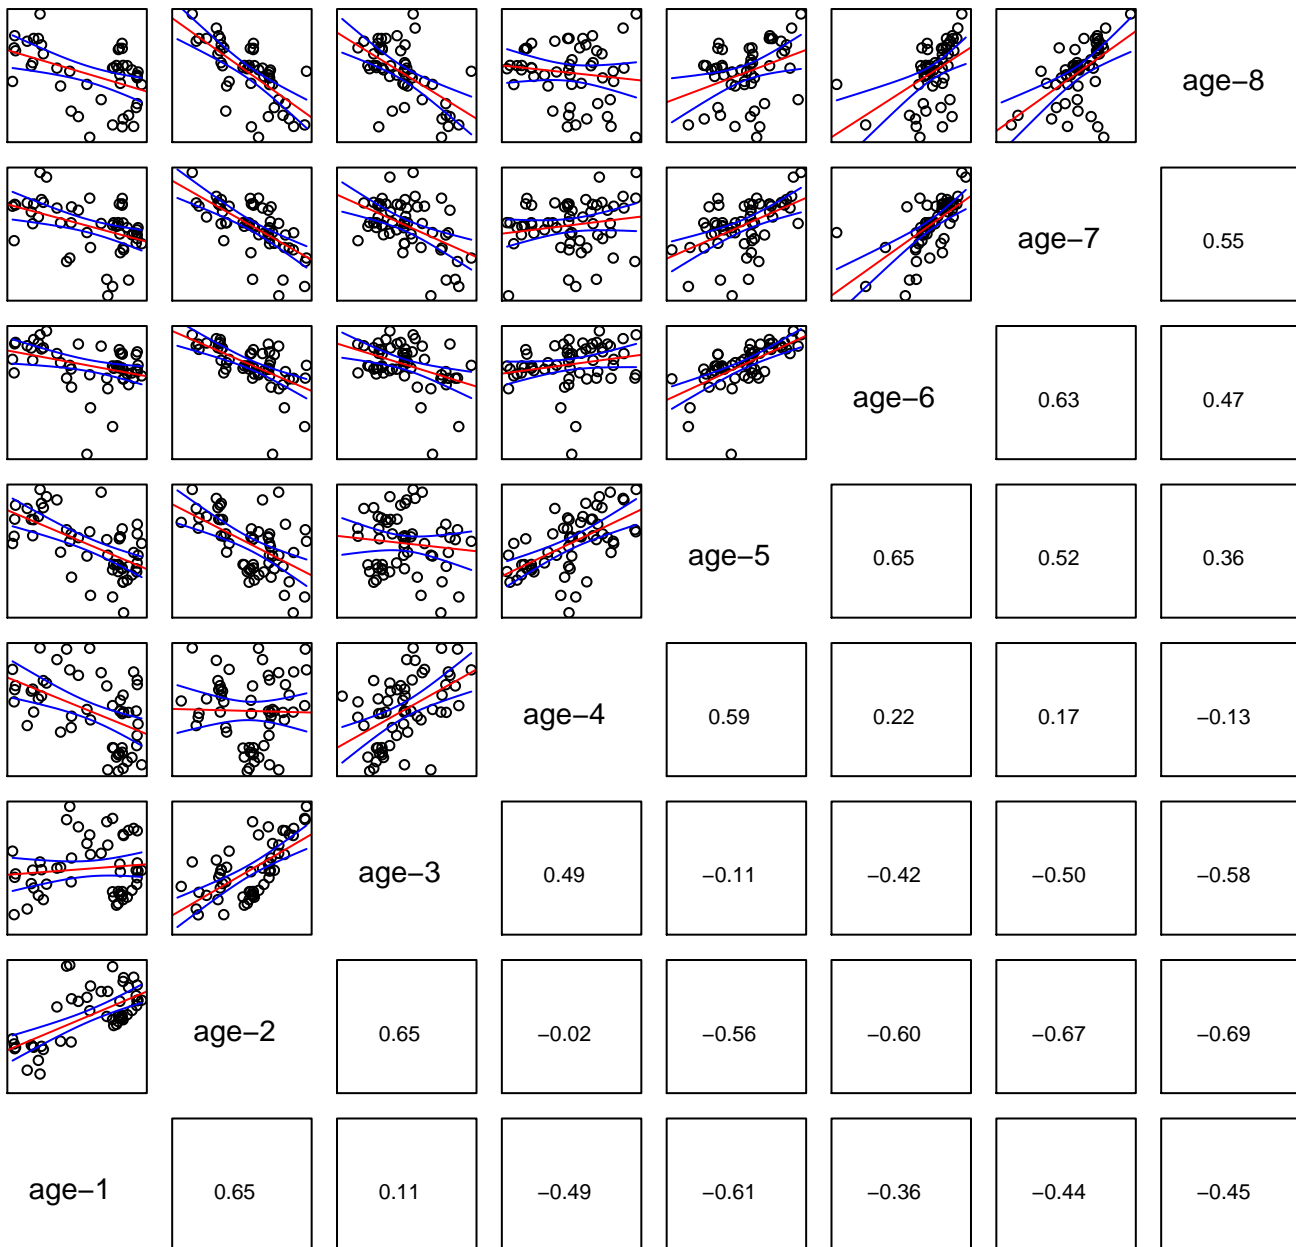 age−8
age−7 0.55
age−6 0.63 0.47
age−5 0.65 0.52 0.36
age−4 0.59 0.22 0.17 −0.13
age−3 0.49 −0.11 −0.42 −0.50 −0.58
age−2 0.65 −0.02 −0.56 −0.60 −0.67 −0.69
age−1 0.65 0.11 −0.49 −0.61 −0.36 −0.44 −0.45